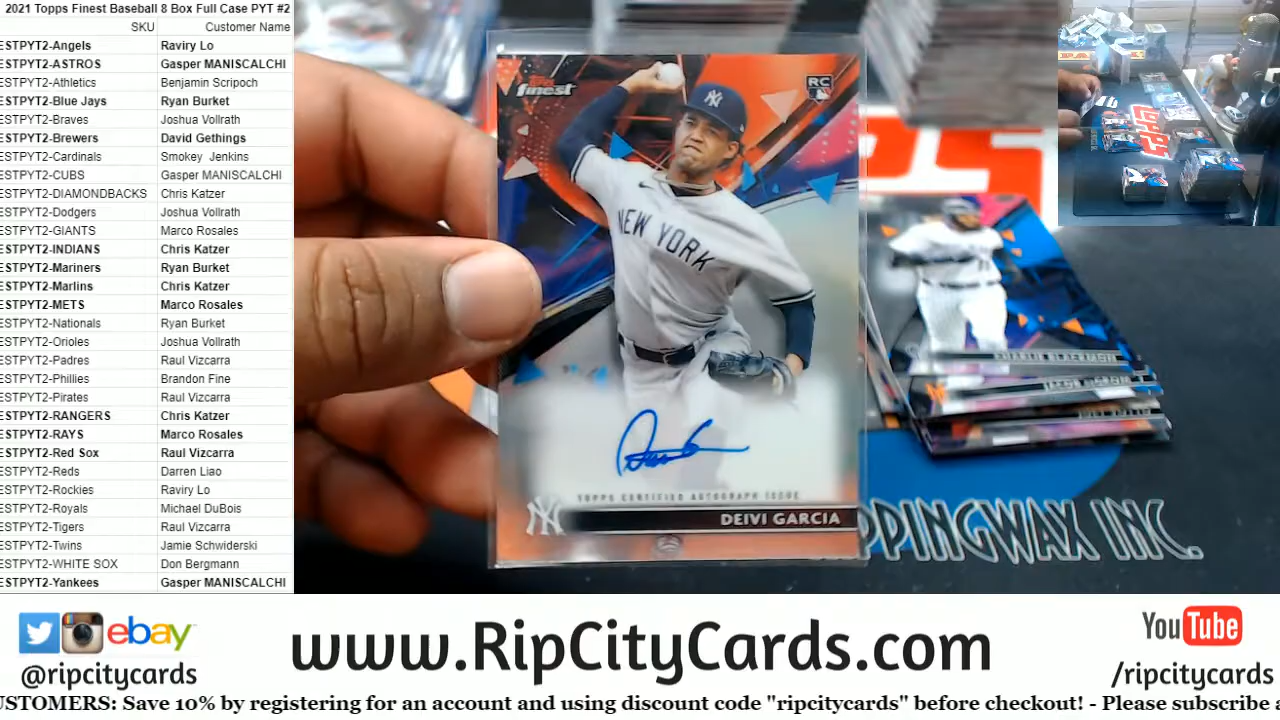 2021 Topps Finest Baseball 8 Box Full Case PYT #2
SKU Customer Name
ESTPYT2-Angels Raviry Lo
ESTPYT2-ASTROS Gasper MANISCALCHI
ESTPYT2-Athletics Benjamin Scripoch
ESTPYT2-Blue Jays Ryan Burket
ESTPYT2-Braves Joshua Vollrath
ESTPYT2-Brewers David Gethings
ESTPYT2-Cardinals Smokey Jenkins
ESTPYT2-CUBS Gasper MANISCALCHI
ESTPYT2-DIAMONDBACKS Chris Katzer
ESTPYT2-Dodgers Joshua Vollrath
ESTPYT2-GIANTS Marco Rosales
ESTPYT2-INDIANS Chris Katzer
ESTPYT2-Mariners Ryan Burket
ESTPYT2-Marlins Chris Katzer
ESTPYT2-METS Marco Rosales
ESTPYT2-Nationals Ryan Burket
ESTPYT2-Orioles Joshua Vollrath
ESTPYT2-Padres Raul Vizcarra
ESTPYT2-Phillies Brandon Fine
ESTPYT2-Pirates Raul Vizcarra
ESTPYT2-RANGERS Chris Katzer
ESTPYT2-RAYS Marco Rosales
ESTPYT2-Red Sox Raul Vizcarra
ESTPYT2-Reds Darren Liao
ESTPYT2-Rockies Raviry Lo
ESTPYT2-Royals Michael DuBois
ESTPYT2-Tigers Raul Vizcarra
ESTPYT2-Twins Jamie Schwiderski
ESTPYT2-WHITE SOX Don Bergmann
ESTPYT2-Yankees Gasper MANISCALCHI
Topps finest
RC
NEW YORK
TOPPS CERTIFIED AUTOGRAPH ISSUE
NY DEIVI GARCIA
CHARLIE BLACKMON
PPINGWAX INC.
TOPPS
ebay
@ripcitycards
www.RipCityCards.com
YouTube
/ripcitycards
USTOMERS: Save 10% by registering for an account and using discount code "ripcitycards" before checkout! - Please subscribe a